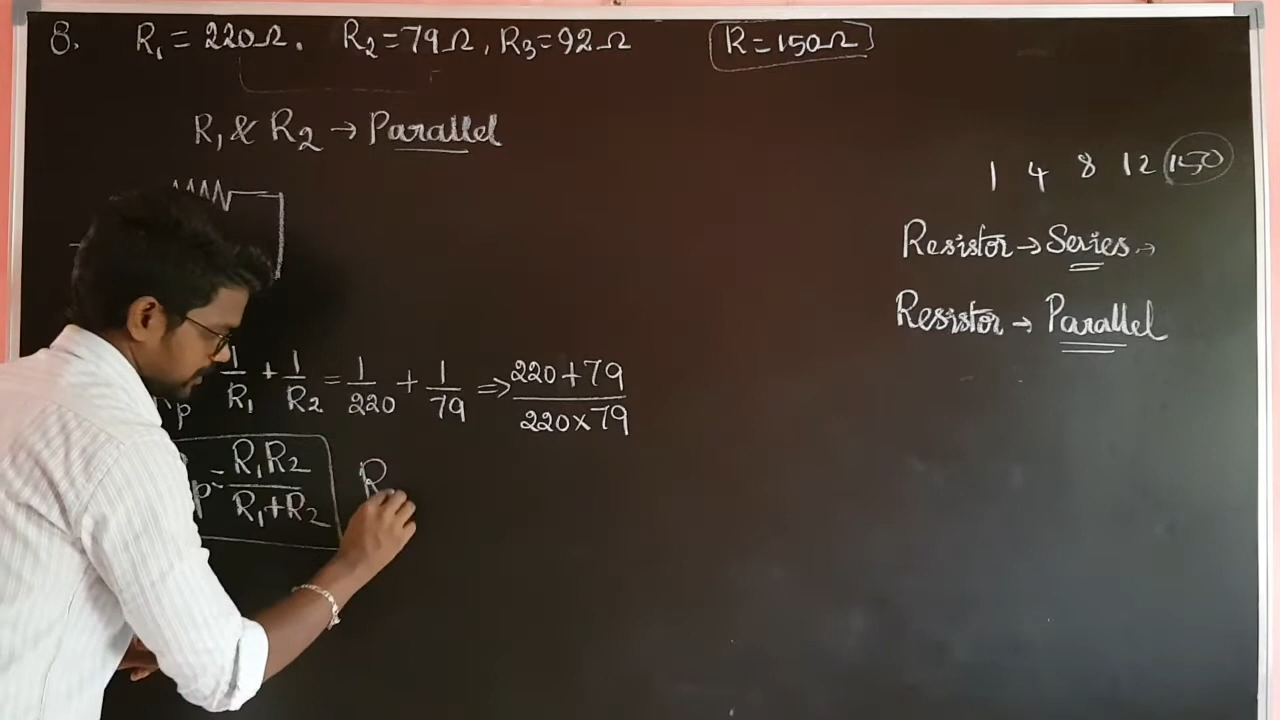 8. R₁ = 220Ω. R₂ = 79Ω, R₃ = 92Ω R = 150Ω
R₁ & R₂ → Parallel
1 4 8 12 150
Resistor → Series →
Resistor → Parallel
p 1/R₁ + 1/R₂ = 1/220 + 1/79 ⇒ 220+79/220×79
p = R₁R₂/R₁+R₂ R